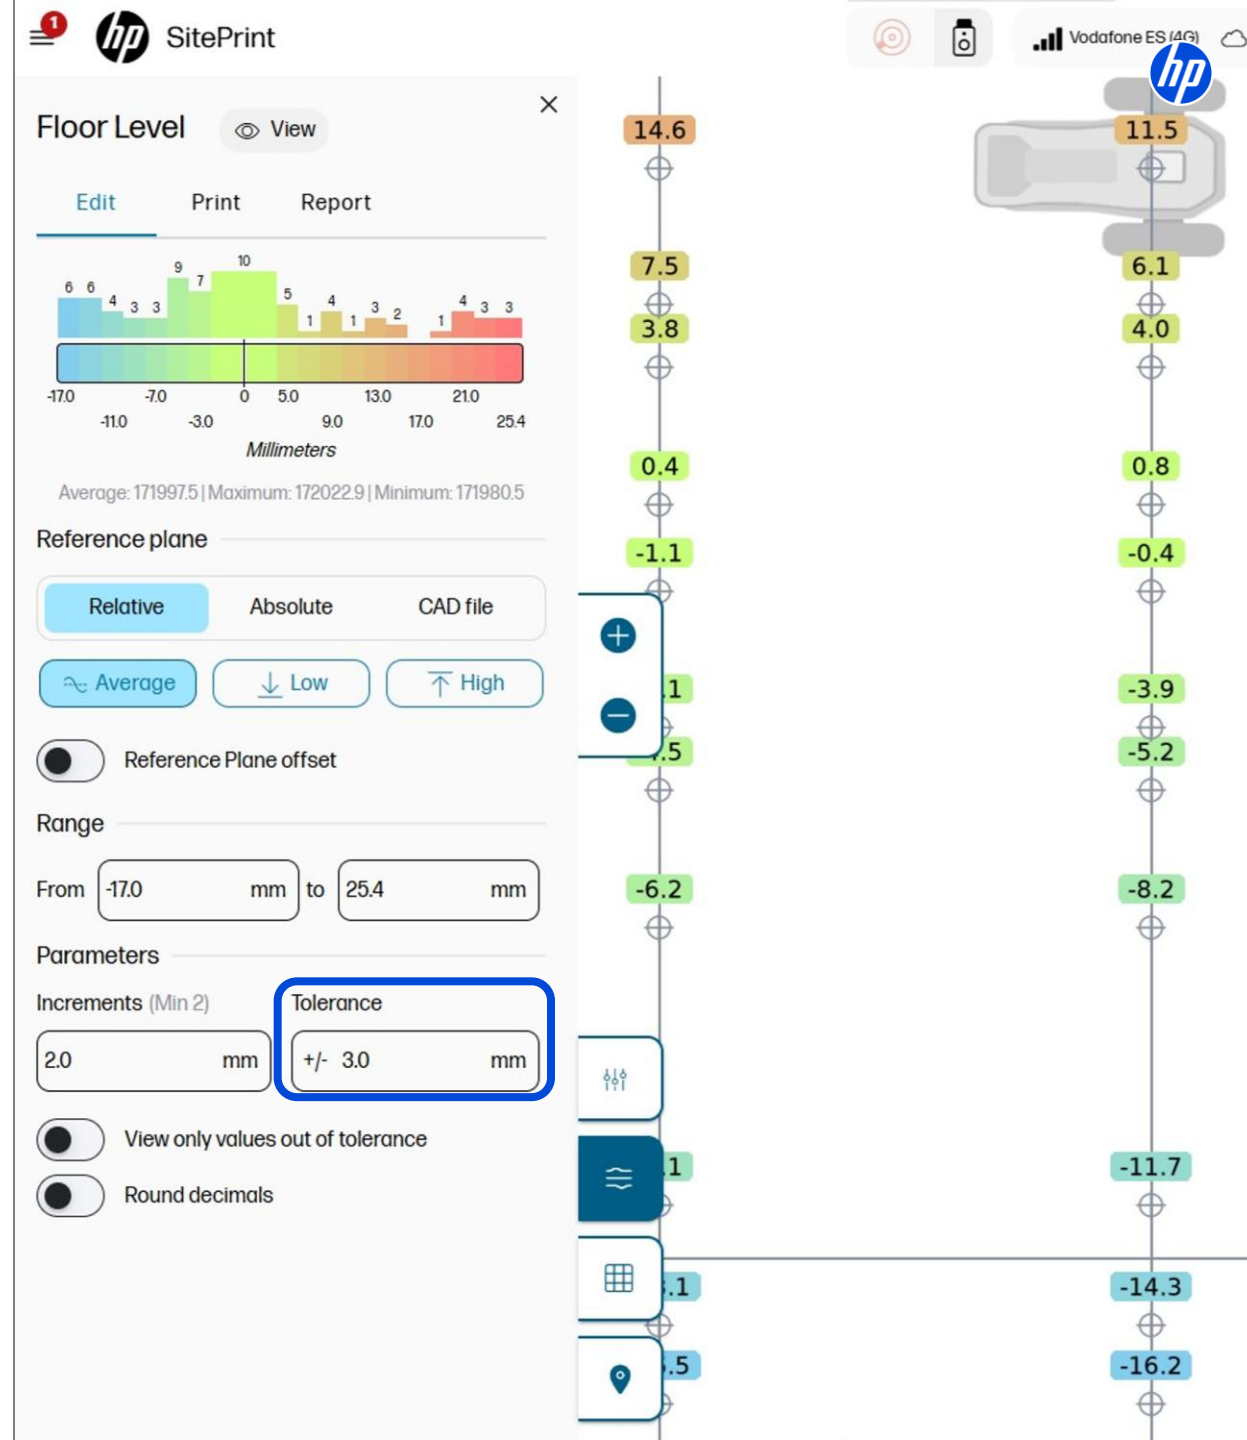 1
hp SitePrint
Vodafone ES (4G)
hp
Floor Level
View
Edit Print Report
6 6 4 3 3 9 7 10 5 1 4 1 3 2 1 4 3 3
-17.0 -7.0 0 5.0 13.0 21.0
-11.0 -3.0 9.0 17.0 25.4
Millimeters
Average: 171997.5 | Maximum: 172022.9 | Minimum: 171980.5
Reference plane
Relative Absolute CAD file
Average Low High
Reference Plane offset
Range
From -17.0 mm to 25.4 mm
Parameters
Increments (Min 2) Tolerance
2.0 mm +/- 3.0 mm
View only values out of tolerance
Round decimals
14.6 11.5
7.5 6.1
3.8 4.0
0.4 0.8
-1.1 -0.4
.1 -3.9
.5 -5.2
-6.2 -8.2
.1 -11.7
.1 -14.3
.5 -16.2